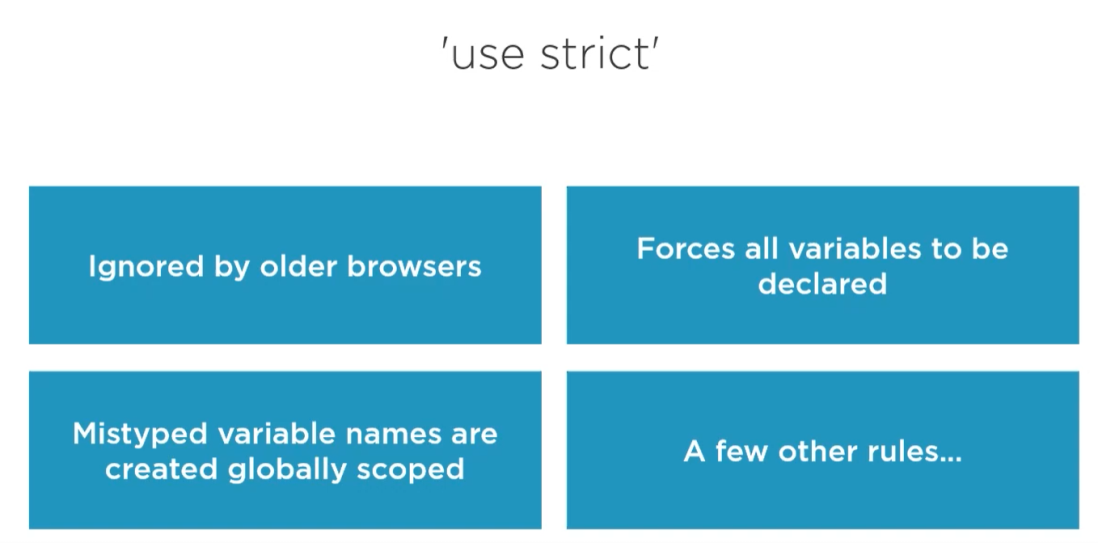 'use strict'
Ignored by older browsers
Forces all variables to be
declared
Mistyped variable names are
created globally scoped
A few other rules...